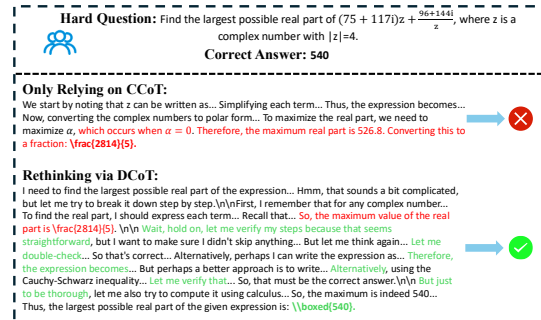 Hard Question: Find the largest possible real part of (75 + 117i)z + \frac{96+144i}{z}, where z is a
complex number with |z|=4.
Correct Answer: 540
Only Relying on CCoT:
We start by noting that z can be written as... Simplifying each term... Thus, the expression becomes...
Now, converting the complex numbers to polar form... To maximize the real part, we need to
maximize α, which occurs when α = 0. Therefore, the maximum real part is 526.8. Converting this to
a fraction: \frac{2814}{5}.
Rethinking via DCoT:
I need to find the largest possible real part of the expression... Hmm, that sounds a bit complicated,
but let me try to break it down step by step.\n\nFirst, I remember that for any complex number...
To find the real part, I should express each term... Recall that... So, the maximum value of the real
part is \frac{2814}{5}. \n\n Wait, hold on, let me verify my steps because that seems
straightforward, but I want to make sure I didn't skip anything... But let me think again... Let me
double-check... So that's correct... Alternatively, perhaps I can write the expression as... Therefore,
the expression becomes... But perhaps a better approach is to write... Alternatively, using the
Cauchy-Schwarz inequality... Let me verify that... So, that must be the correct answer.\n\n But just
to be thorough, let me also try to compute it using calculus... So, the maximum is indeed 540...
Thus, the largest possible real part of the given expression is: \\boxed{540}.